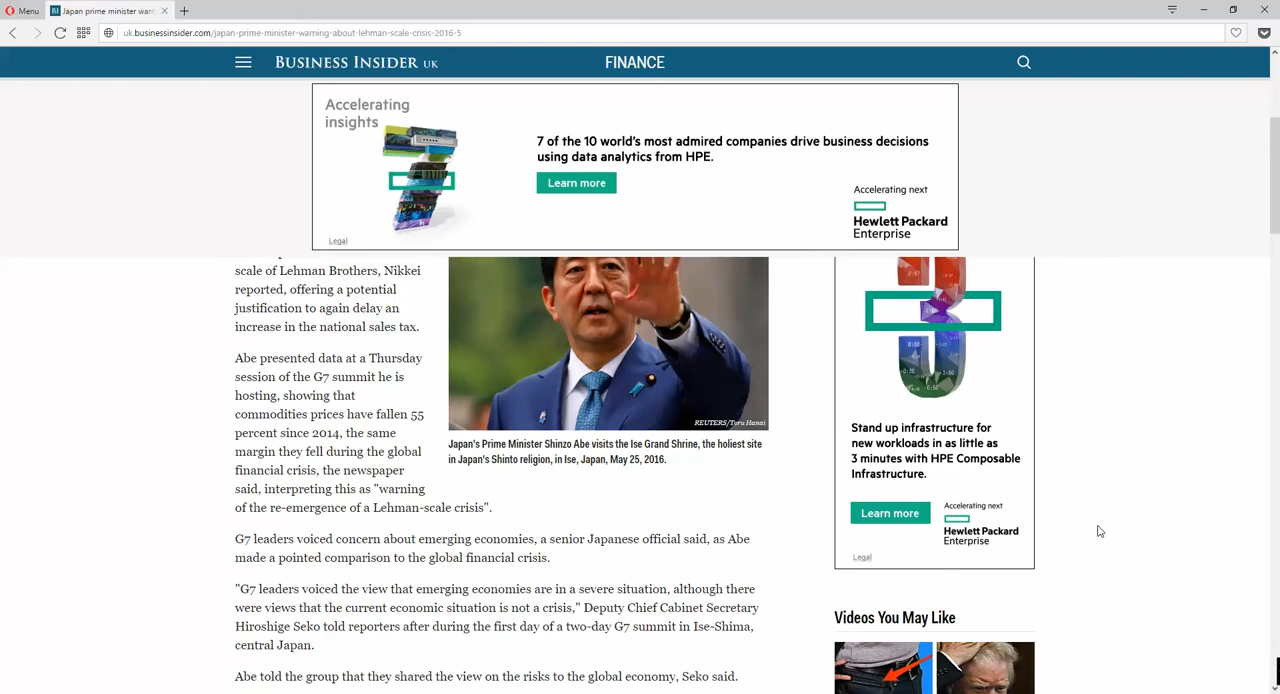 Menu
Japan prime minister warn
uk.businessinsider.com/japan-prime-minister-warning-about-lehman-scale-crisis-2016-5
BUSINESS INSIDER UK
FINANCE
Accelerating
insights
7 of the 10 world's most admired companies drive business decisions
using data analytics from HPE.
Learn more
Accelerating next
Hewlett Packard
Enterprise
Legal
scale of Lehman Brothers, Nikkei
reported, offering a potential
justification to again delay an
increase in the national sales tax.
Abe presented data at a Thursday
session of the G7 summit he is
hosting, showing that
commodities prices have fallen 55
percent since 2014, the same
margin they fell during the global
financial crisis, the newspaper
said, interpreting this as "warning
of the re-emergence of a Lehman-scale crisis".
REUTERS/Toru Hanai
Japan's Prime Minister Shinzo Abe visits the Ise Grand Shrine, the holiest site
in Japan's Shinto religion, in Ise, Japan, May 25, 2016.
G7 leaders voiced concern about emerging economies, a senior Japanese official said, as Abe
made a pointed comparison to the global financial crisis.
"G7 leaders voiced the view that emerging economies are in a severe situation, although there
were views that the current economic situation is not a crisis," Deputy Chief Cabinet Secretary
Hiroshige Seko told reporters after during the first day of a two-day G7 summit in Ise-Shima,
central Japan.
Abe told the group that they shared the view on the risks to the global economy, Seko said.
Stand up infrastructure for
new workloads in as little as
3 minutes with HPE Composable
Infrastructure.
Learn more
Accelerating next
Hewlett Packard
Enterprise
Legal
Videos You May Like